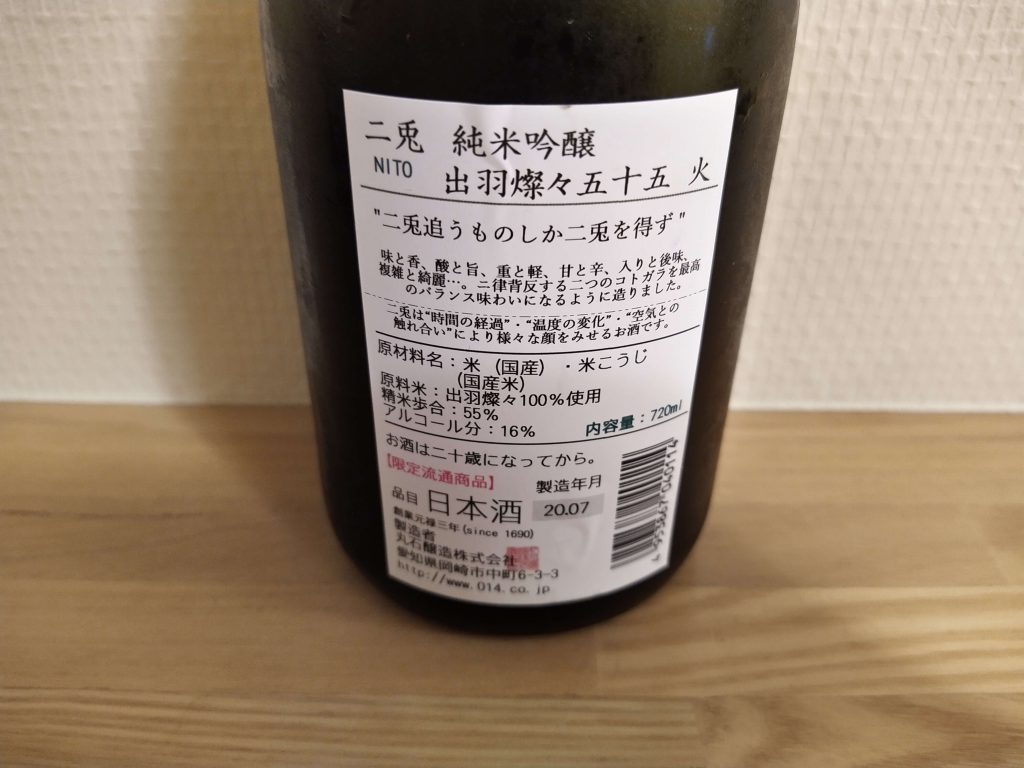 二兎 純米吟醸
NITO 出羽燦々五十五 火
"二兎追うものしか二兎を得ず"
味と香、酸と旨、重と軽、甘と辛、入りと後味、
複雑と綺麗…。二律背反する二つのコトガラを最高
のバランス味わいになるように造りました。
二兎は“時間の経過”・“温度の変化”・“空気との
触れ合い”により様々な顔をみせるお酒です。
原材料名：米（国産）・米こうじ
（国産米）
原料米：出羽燦々100％使用
精米歩合：55％
アルコール分：16％
内容量：720ml
お酒は二十歳になってから。
【限定流通商品】
製造年月
品目 日本酒 20.07
創業元禄三年(since 1690)
製造者
丸石醸造株式会社
愛知県岡崎市中町6-3-3
http://www.014.co.jp